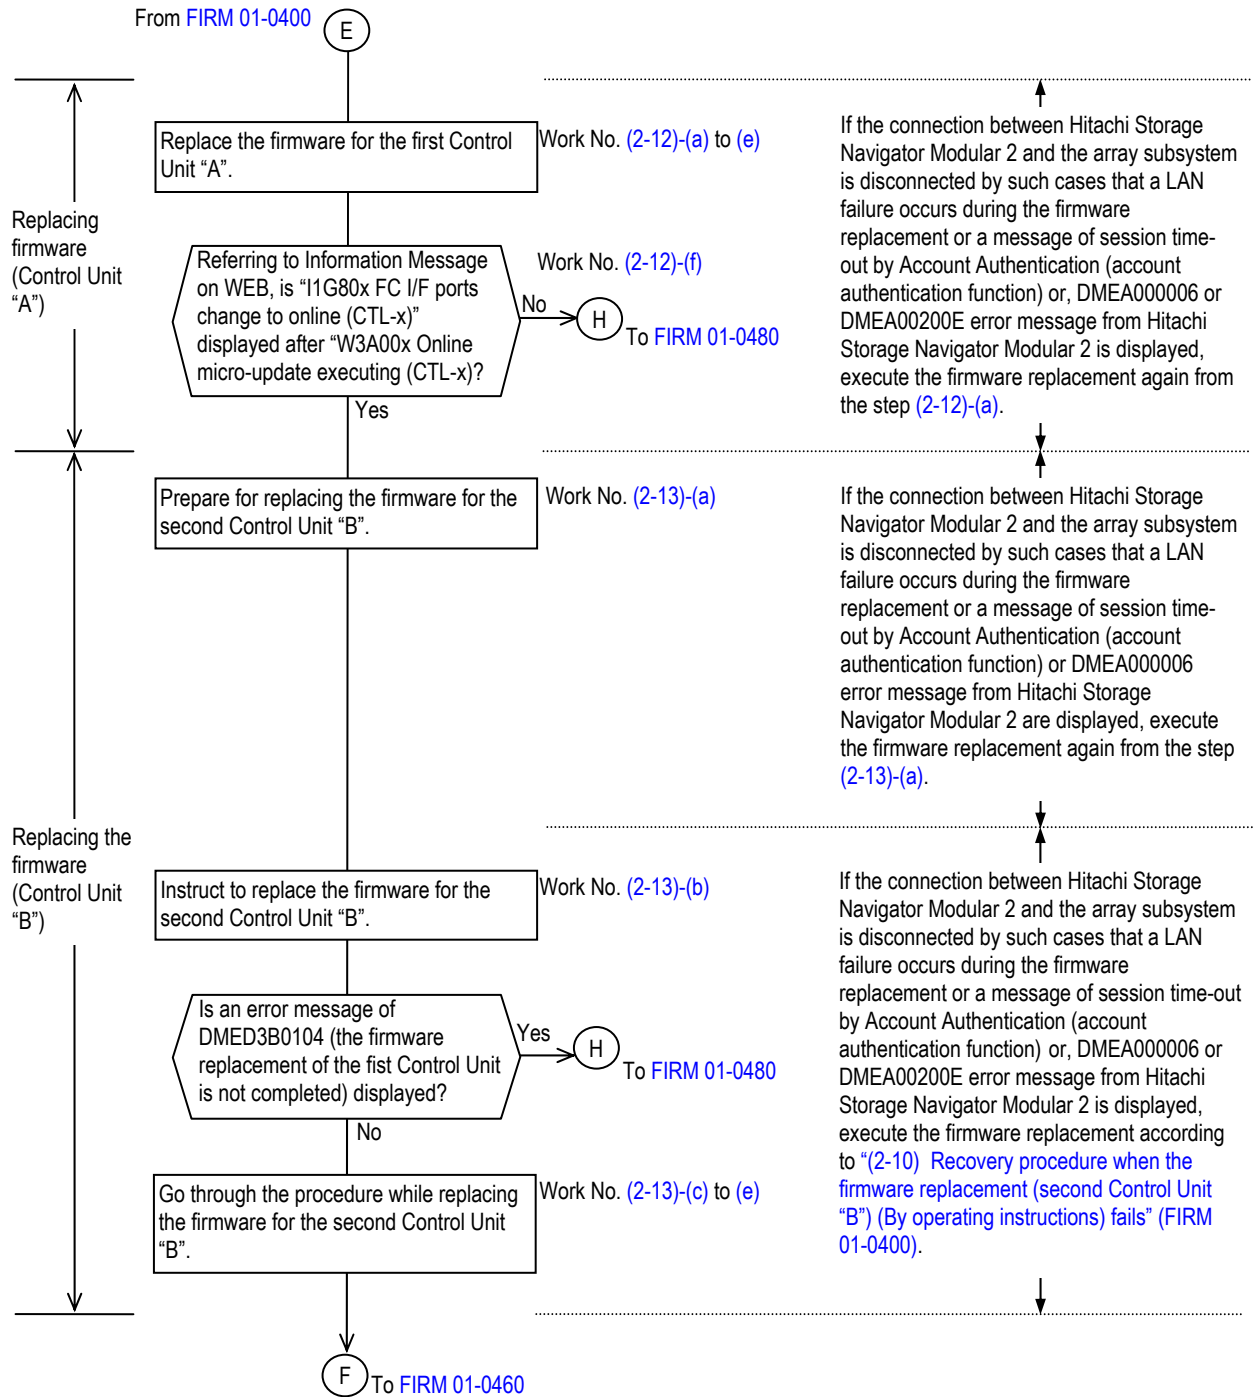 From FIRM 01-0400
E
Replacing
firmware
(Control Unit
“A”)
Replace the firmware for the first Control
Unit “A”.
Work No. (2-12)-(a) to (e)
Referring to Information Message
on WEB, is “I1G80x FC I/F ports
change to online (CTL-x)”
displayed after “W3A00x Online
micro-update executing (CTL-x)?
Work No. (2-12)-(f)
No
H
To FIRM 01-0480
Yes
If the connection between Hitachi Storage
Navigator Modular 2 and the array subsystem
is disconnected by such cases that a LAN
failure occurs during the firmware
replacement or a message of session time-
out by Account Authentication (account
authentication function) or, DMEA000006 or
DMEA00200E error message from Hitachi
Storage Navigator Modular 2 is displayed,
execute the firmware replacement again from
the step (2-12)-(a).
Replacing the
firmware
(Control Unit
“B”)
Prepare for replacing the firmware for the
second Control Unit “B”.
Work No. (2-13)-(a)
If the connection between Hitachi Storage
Navigator Modular 2 and the array subsystem
is disconnected by such cases that a LAN
failure occurs during the firmware
replacement or a message of session time-
out by Account Authentication (account
authentication function) or DMEA000006
error message from Hitachi Storage
Navigator Modular 2 are displayed, execute
the firmware replacement again from the step
(2-13)-(a).
Instruct to replace the firmware for the
second Control Unit “B”.
Work No. (2-13)-(b)
Is an error message of
DMED3B0104 (the firmware
replacement of the fist Control Unit
is not completed) displayed?
Yes
H
To FIRM 01-0480
No
Go through the procedure while replacing
the firmware for the second Control Unit
“B”.
Work No. (2-13)-(c) to (e)
If the connection between Hitachi Storage
Navigator Modular 2 and the array subsystem
is disconnected by such cases that a LAN
failure occurs during the firmware
replacement or a message of session time-out
by Account Authentication (account
authentication function) or, DMEA000006 or
DMEA00200E error message from Hitachi
Storage Navigator Modular 2 is displayed,
execute the firmware replacement according
to “(2-10) Recovery procedure when the
firmware replacement (second Control Unit
“B”) (By operating instructions) fails” (FIRM
01-0400).
F
To FIRM 01-0460